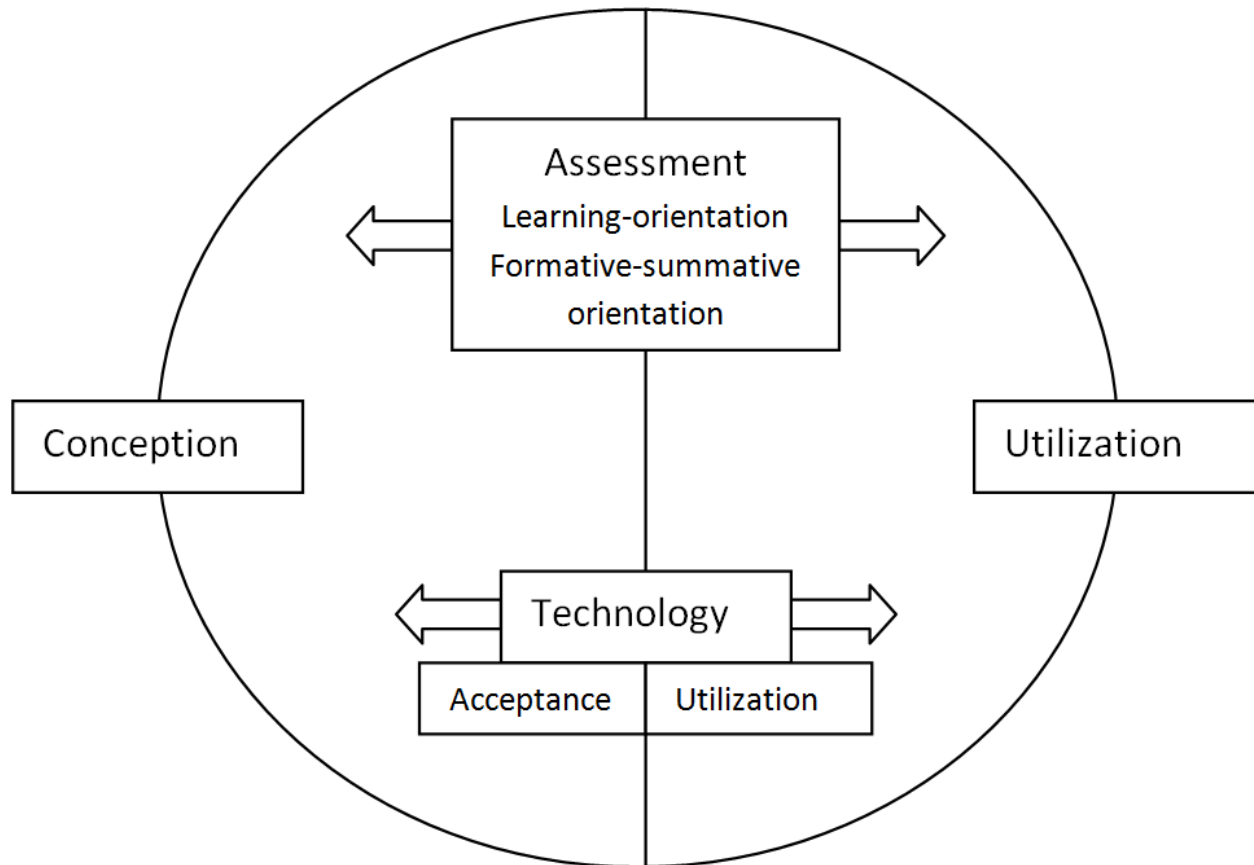 Assessment
Learning-orientation
Formative-summative
orientation
Conception
Utilization
Technology
Acceptance
Utilization